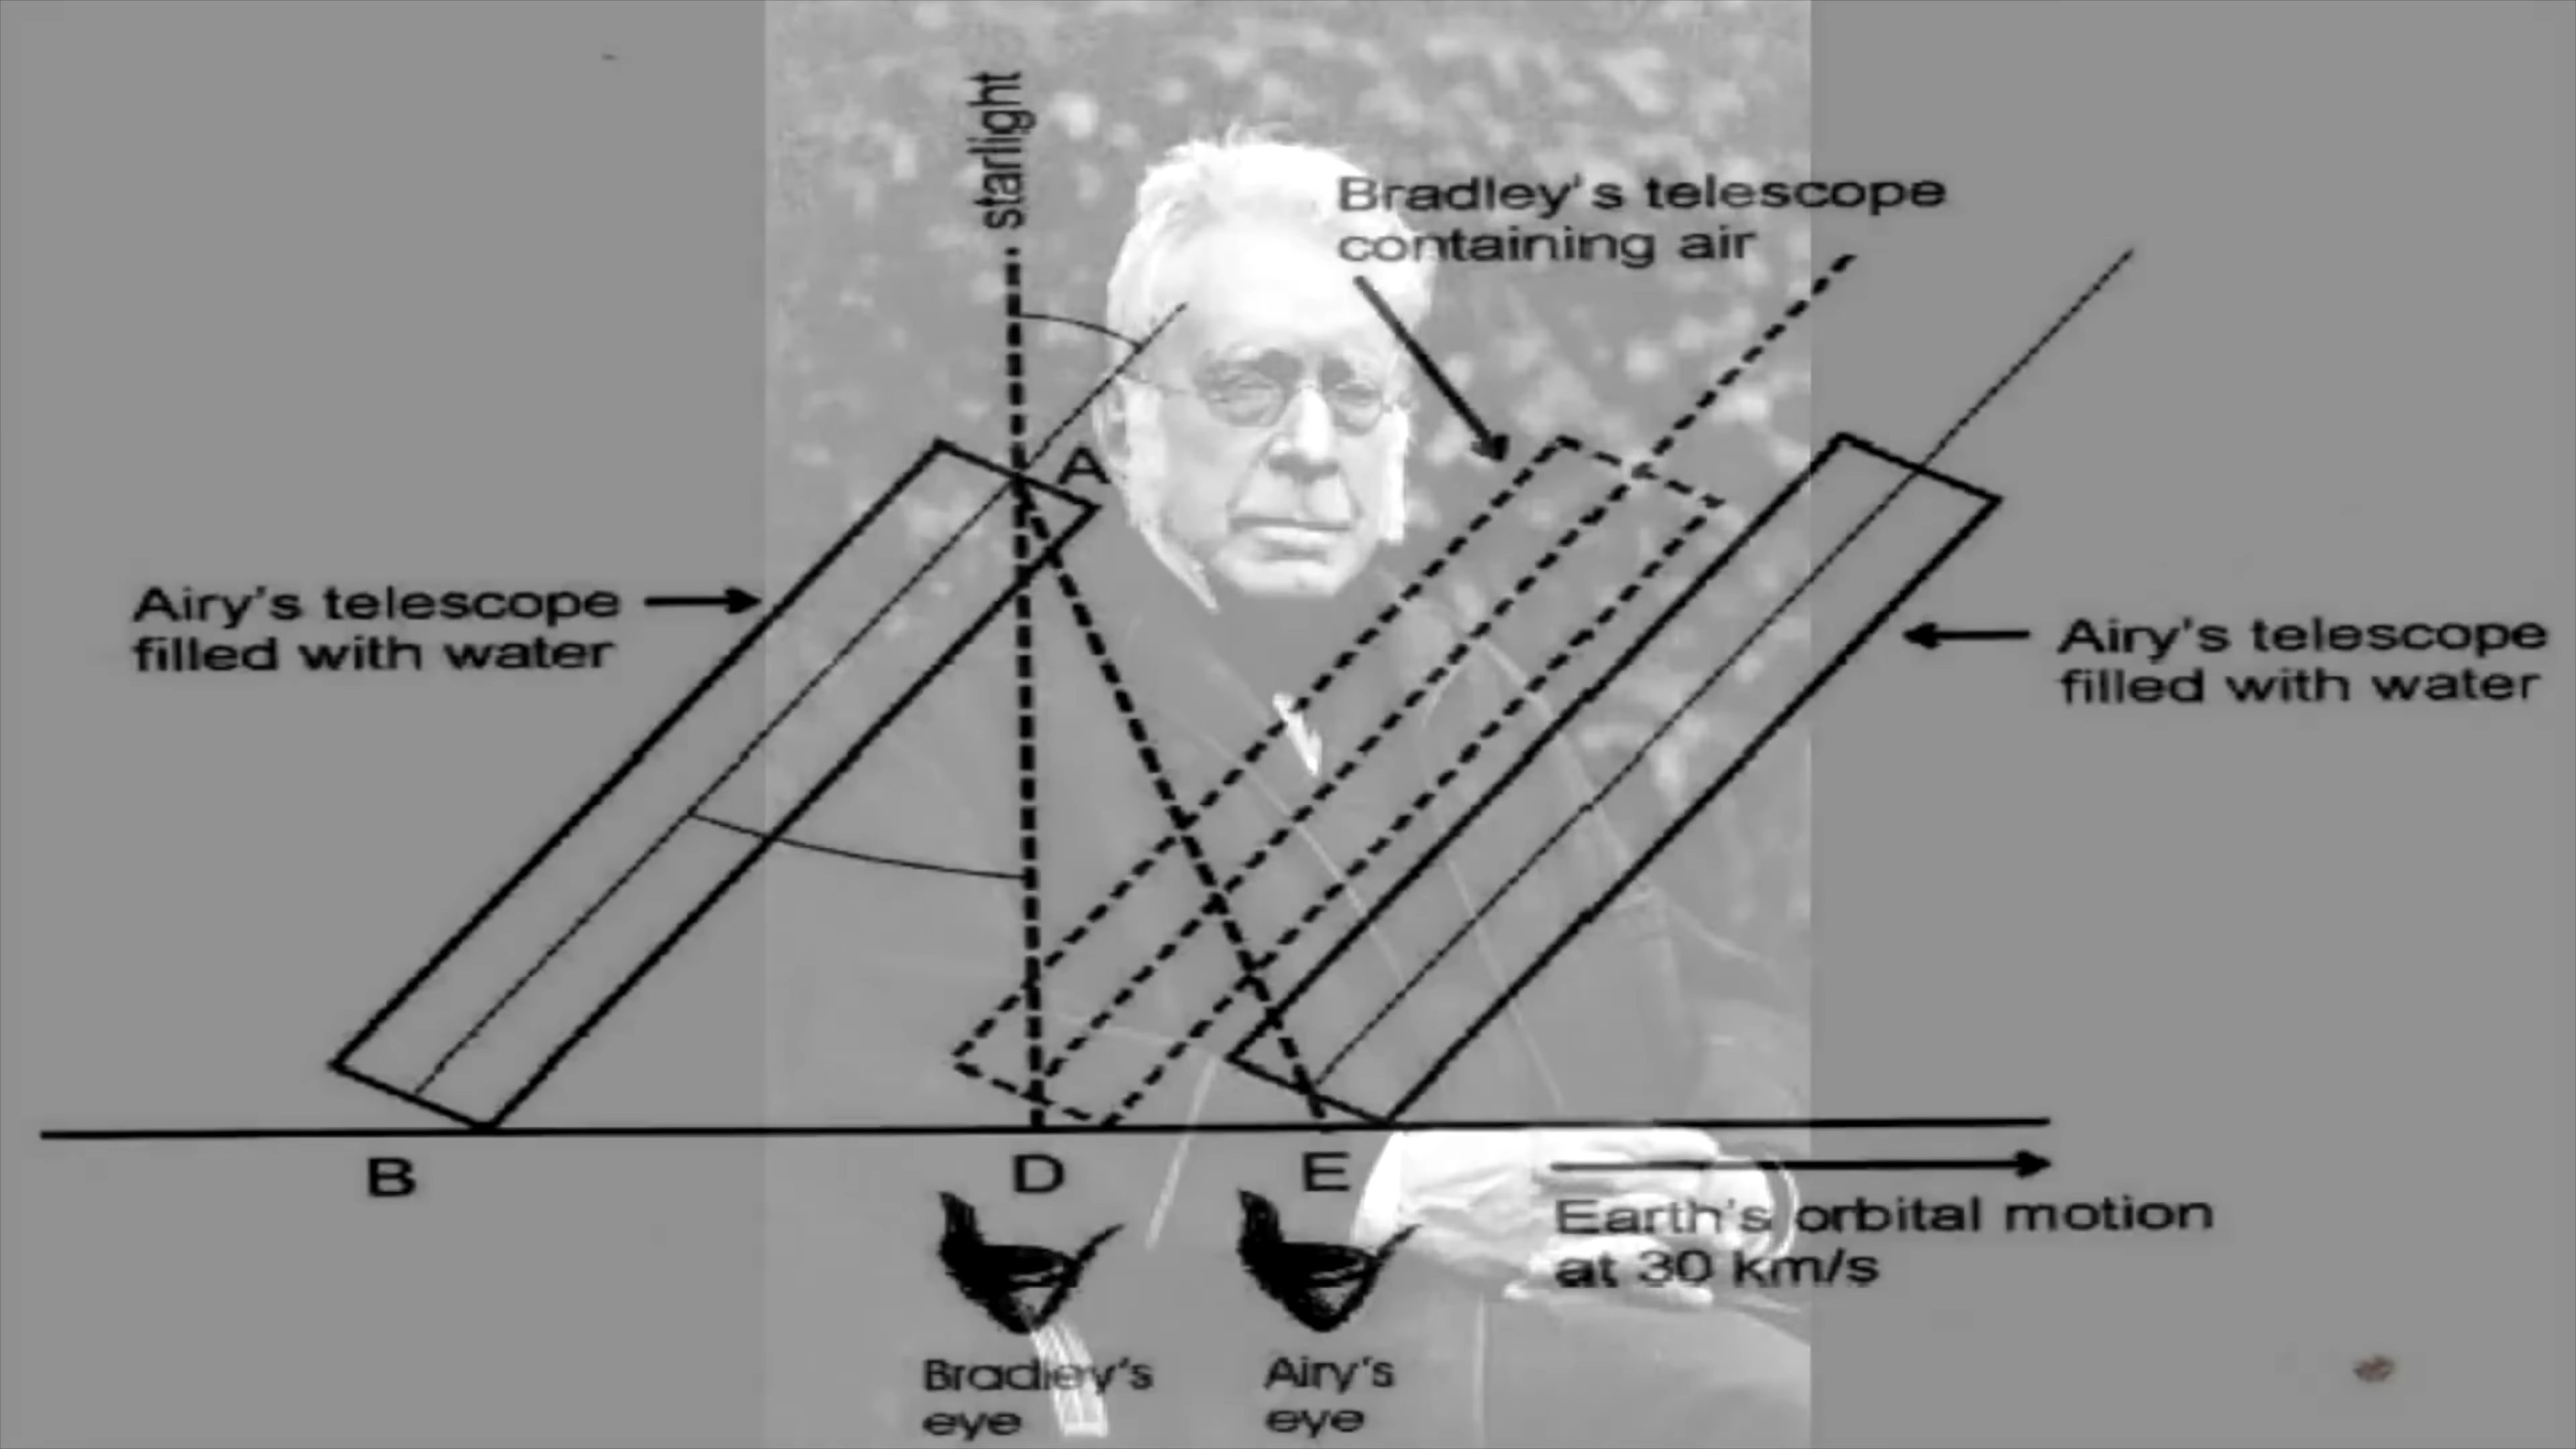 starlight
Bradley's telescope
containing air
A
Airy's telescope
filled with water
Airy's telescope
filled with water
B
D
E
Earth's orbital motion
at 30 km/s
Bradley's
eye
Airy's
eye